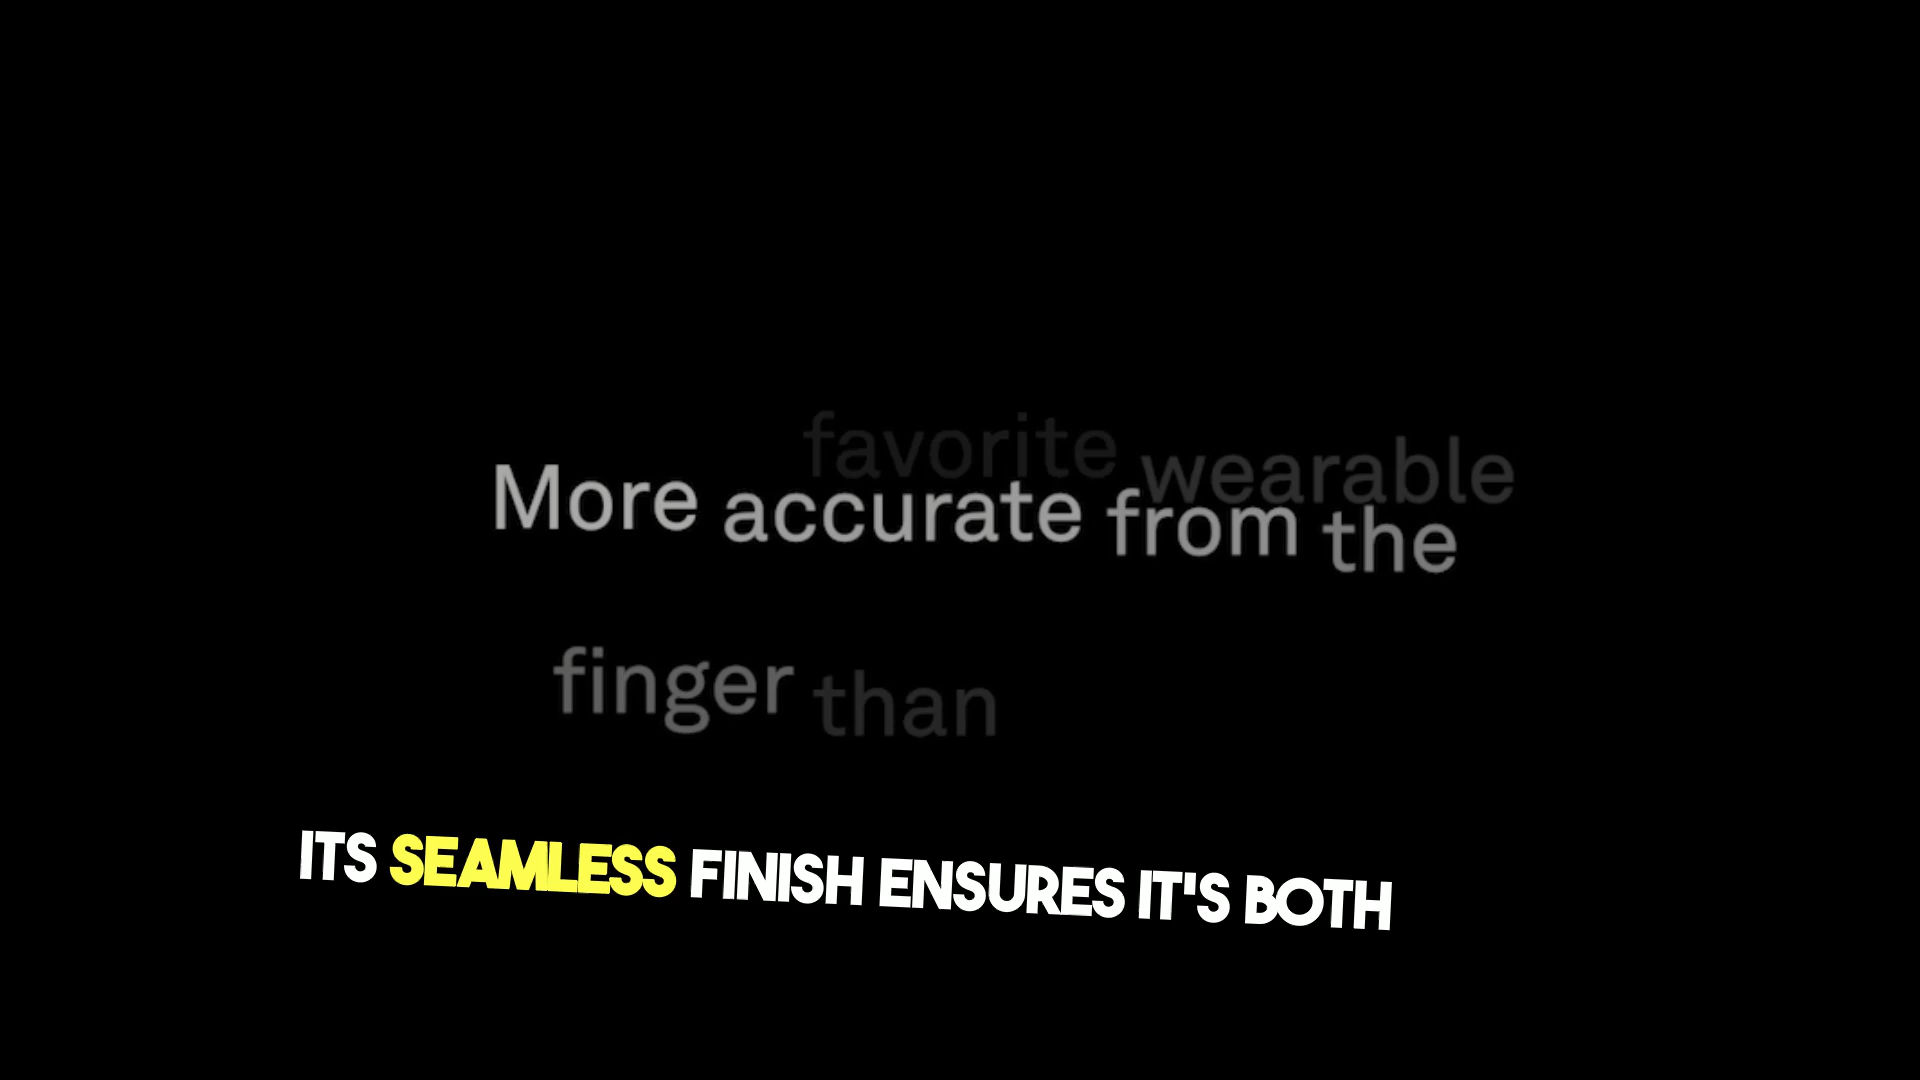 favorite wearable
More accurate from the
finger than
ITS SEAMLESS FINISH ENSURES IT'S BOTH